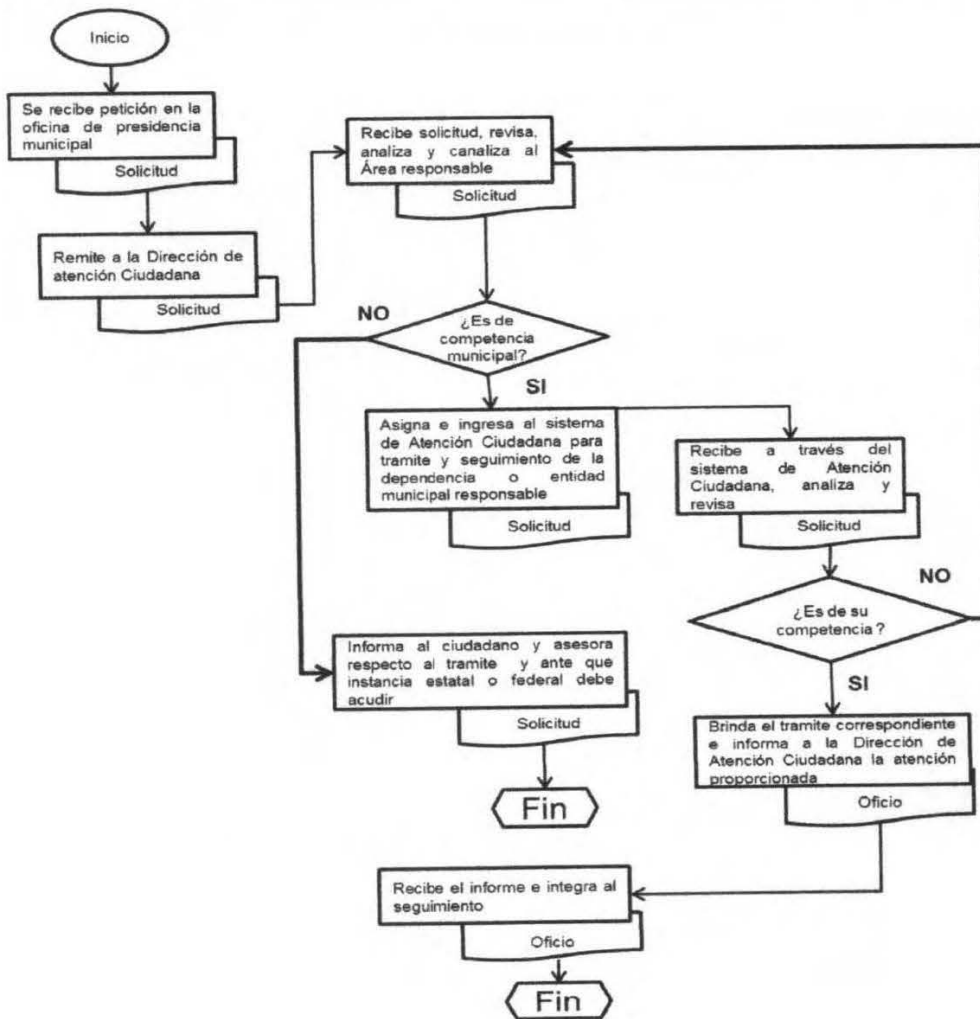 Inicio
Se recibe petición en la
oficina de presidencia
municipal
Solicitud
Remite a la Dirección de
atención Ciudadana
Solicitud
Recibe solicitud, revisa,
analiza y canaliza al
Área responsable
Solicitud
¿Es de
competencia
municipal?
NO
SI
Asigna e ingresa al sistema
de Atención Ciudadana para
tramite y seguimiento de la
dependencia o entidad
municipal responsable
Solicitud
Recibe a través del
sistema de Atención
Ciudadana, analiza y
revisa
Solicitud
¿Es de su
competencia ?
NO
SI
Informa al ciudadano y asesora
respecto al tramite y ante que
instancia estatal o federal debe
acudir
Solicitud
Fin
Brinda el tramite correspondiente
e informa a la Dirección de
Atención Ciudadana la atención
proporcionada
Oficio
Recibe el informe e integra al
seguimiento
Oficio
Fin